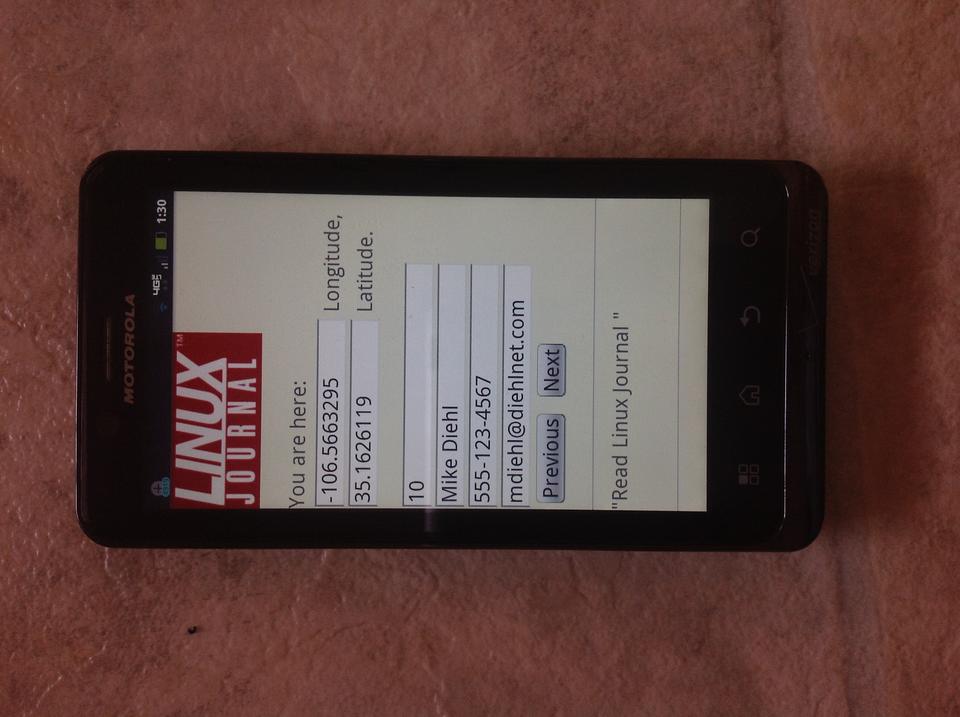 MOTOROLA
4G 1:30
LINUX
JOURNAL™
You are here:
-106.5663295 Longitude,
35.1626119 Latitude.
10
Mike Diehl
555-123-4567
mdiehl@diehlnet.com
Previous Next
"Read Linux Journal "
verizon